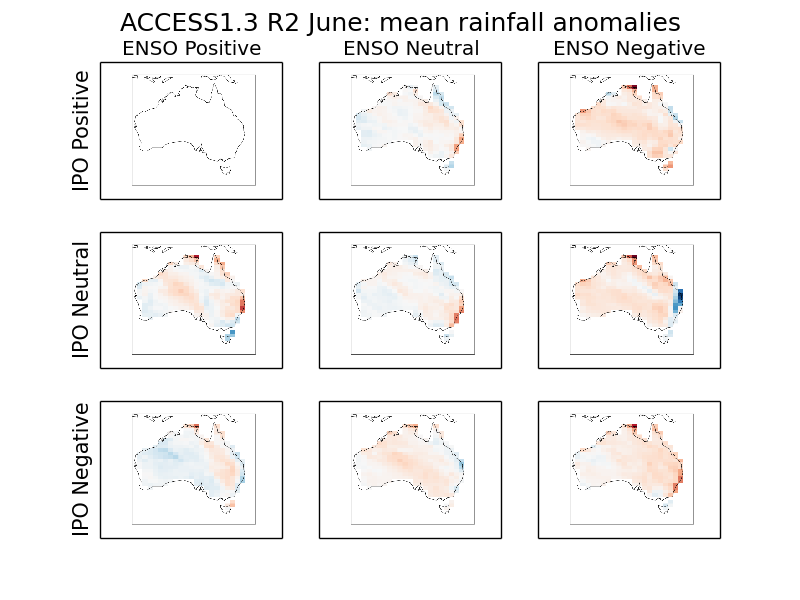 ACCESS1.3 R2 June: mean rainfall anomalies
ENSO Positive
ENSO Neutral
ENSO Negative
IPO Positive
IPO Neutral
IPO Negative